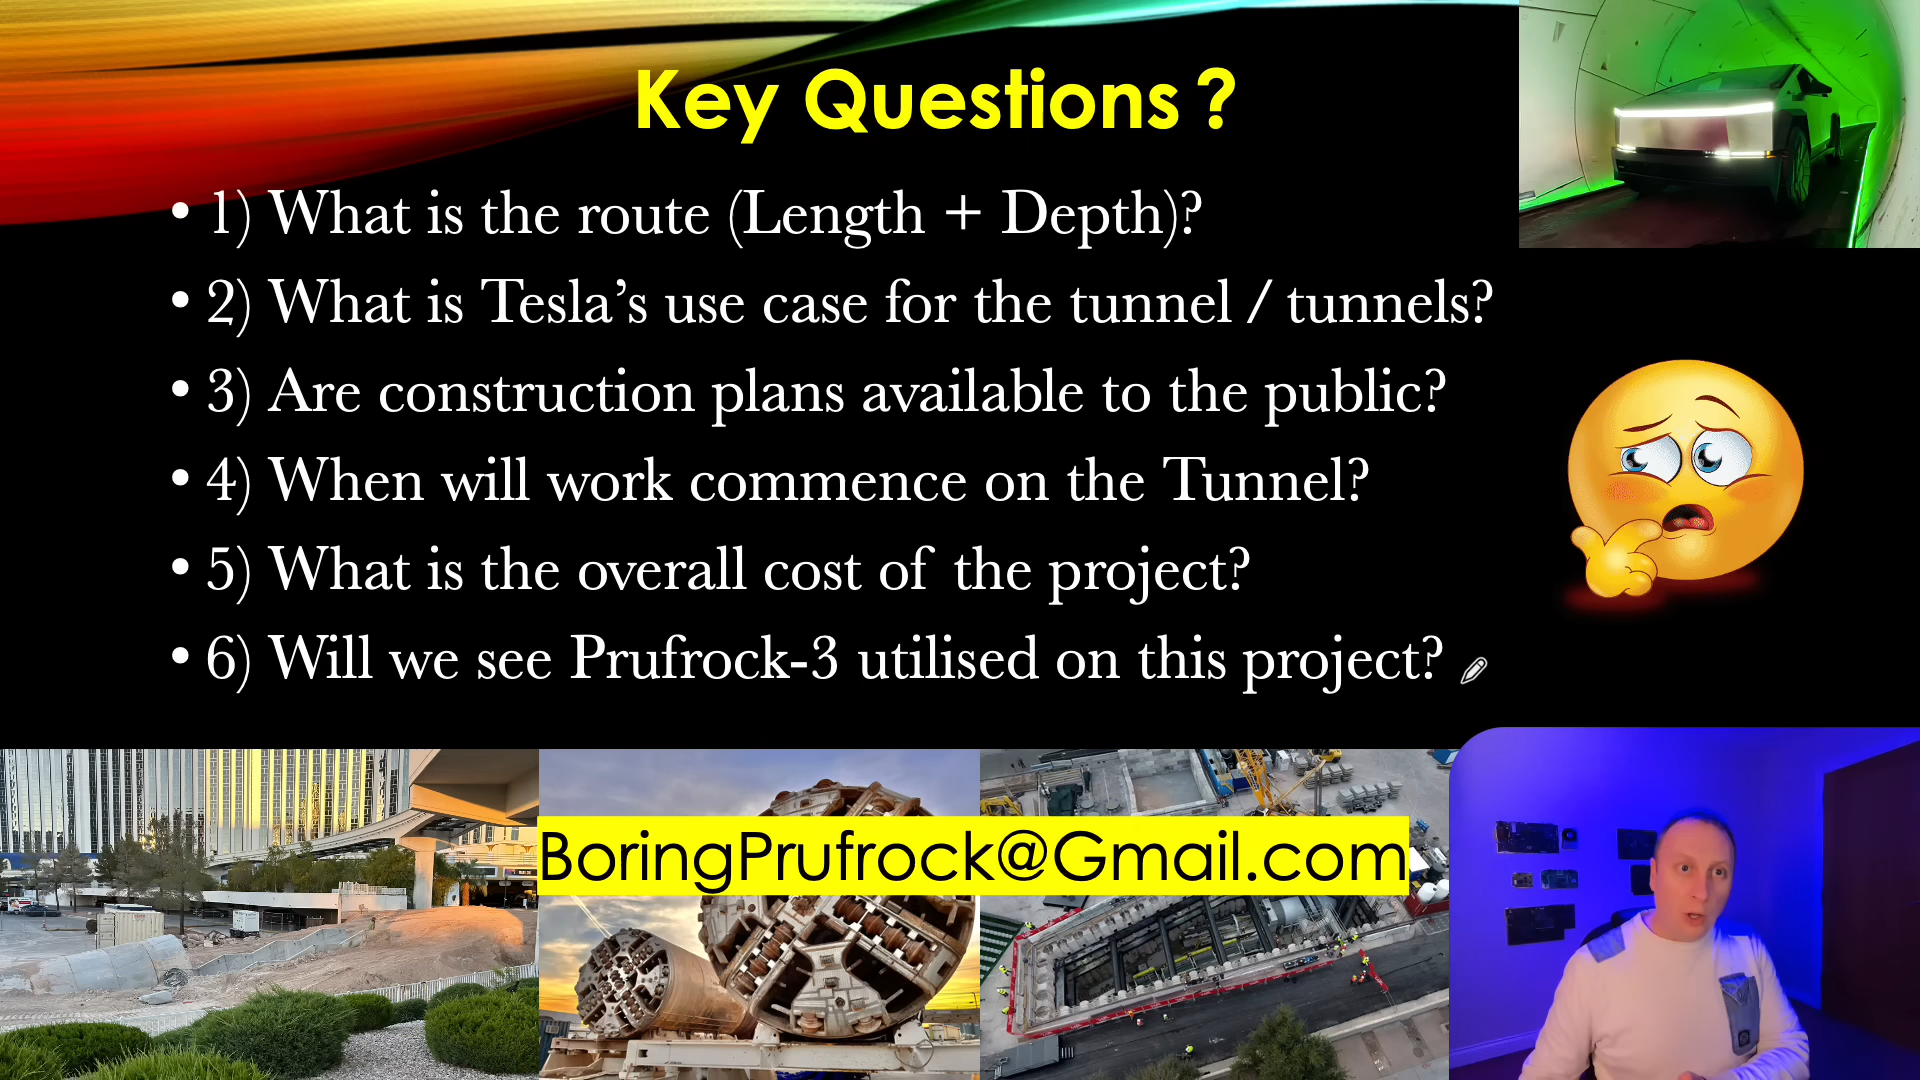 Key Questions ?
• 1) What is the route (Length + Depth)?
• 2) What is Tesla’s use case for the tunnel / tunnels?
• 3) Are construction plans available to the public?
• 4) When will work commence on the Tunnel?
• 5) What is the overall cost of the project?
• 6) Will we see Prufrock-3 utilised on this project?
BoringPrufrock@Gmail.com